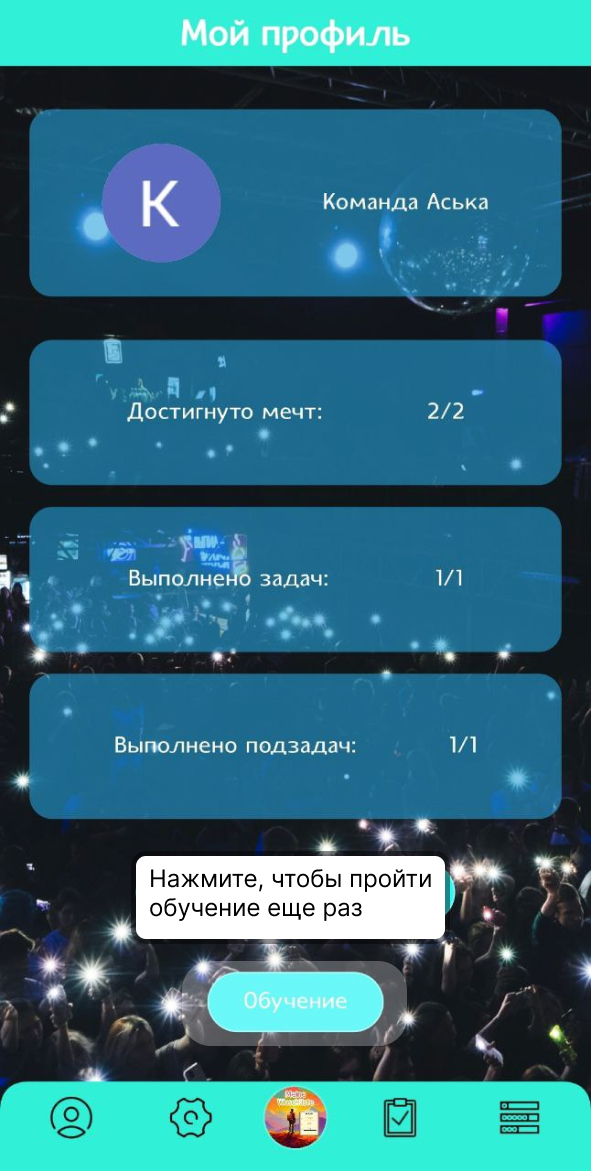 Мой профиль
K
Команда Аська
Достигнуто мечт: 2/2
Выполнено задач: 1/1
Выполнено подзадач: 1/1
Нажмите, чтобы пройти
обучение еще раз
Обучение